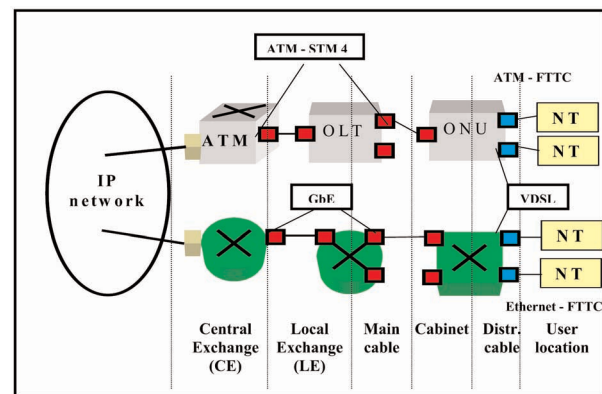 ATM - STM 4
ATM - FTTC
ATM
OLT
ONU
NT
NT
IP
network
GbE
VDSL
NT
NT
Ethernet - FTTC
Central
Exchange
(CE)
Local
Exchange
(LE)
Main
cable
Cabinet
Distr.
cable
User
location